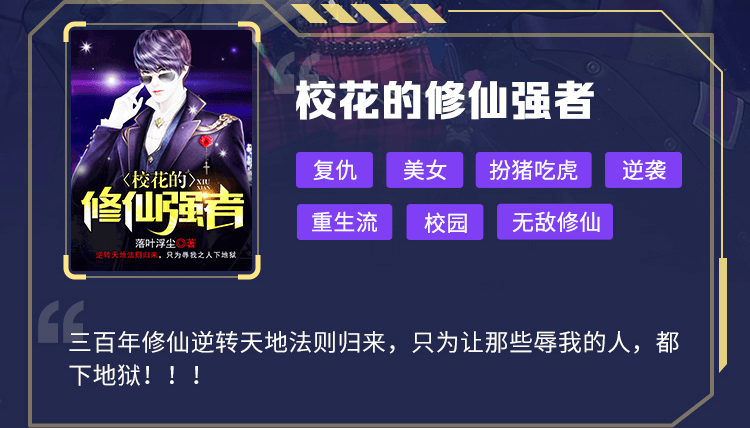 校花的修仙强者
复仇 美女 扮猪吃虎 逆袭
重生流 校园 无敌修仙
〈校花的〉
XIU
XIAN
修仙强者
落叶浮尘◎著
逆转天地法则归来，只为辱我之人下地狱
三百年修仙逆转天地法则归来，只为让那些辱我的人，都
下地狱！！！